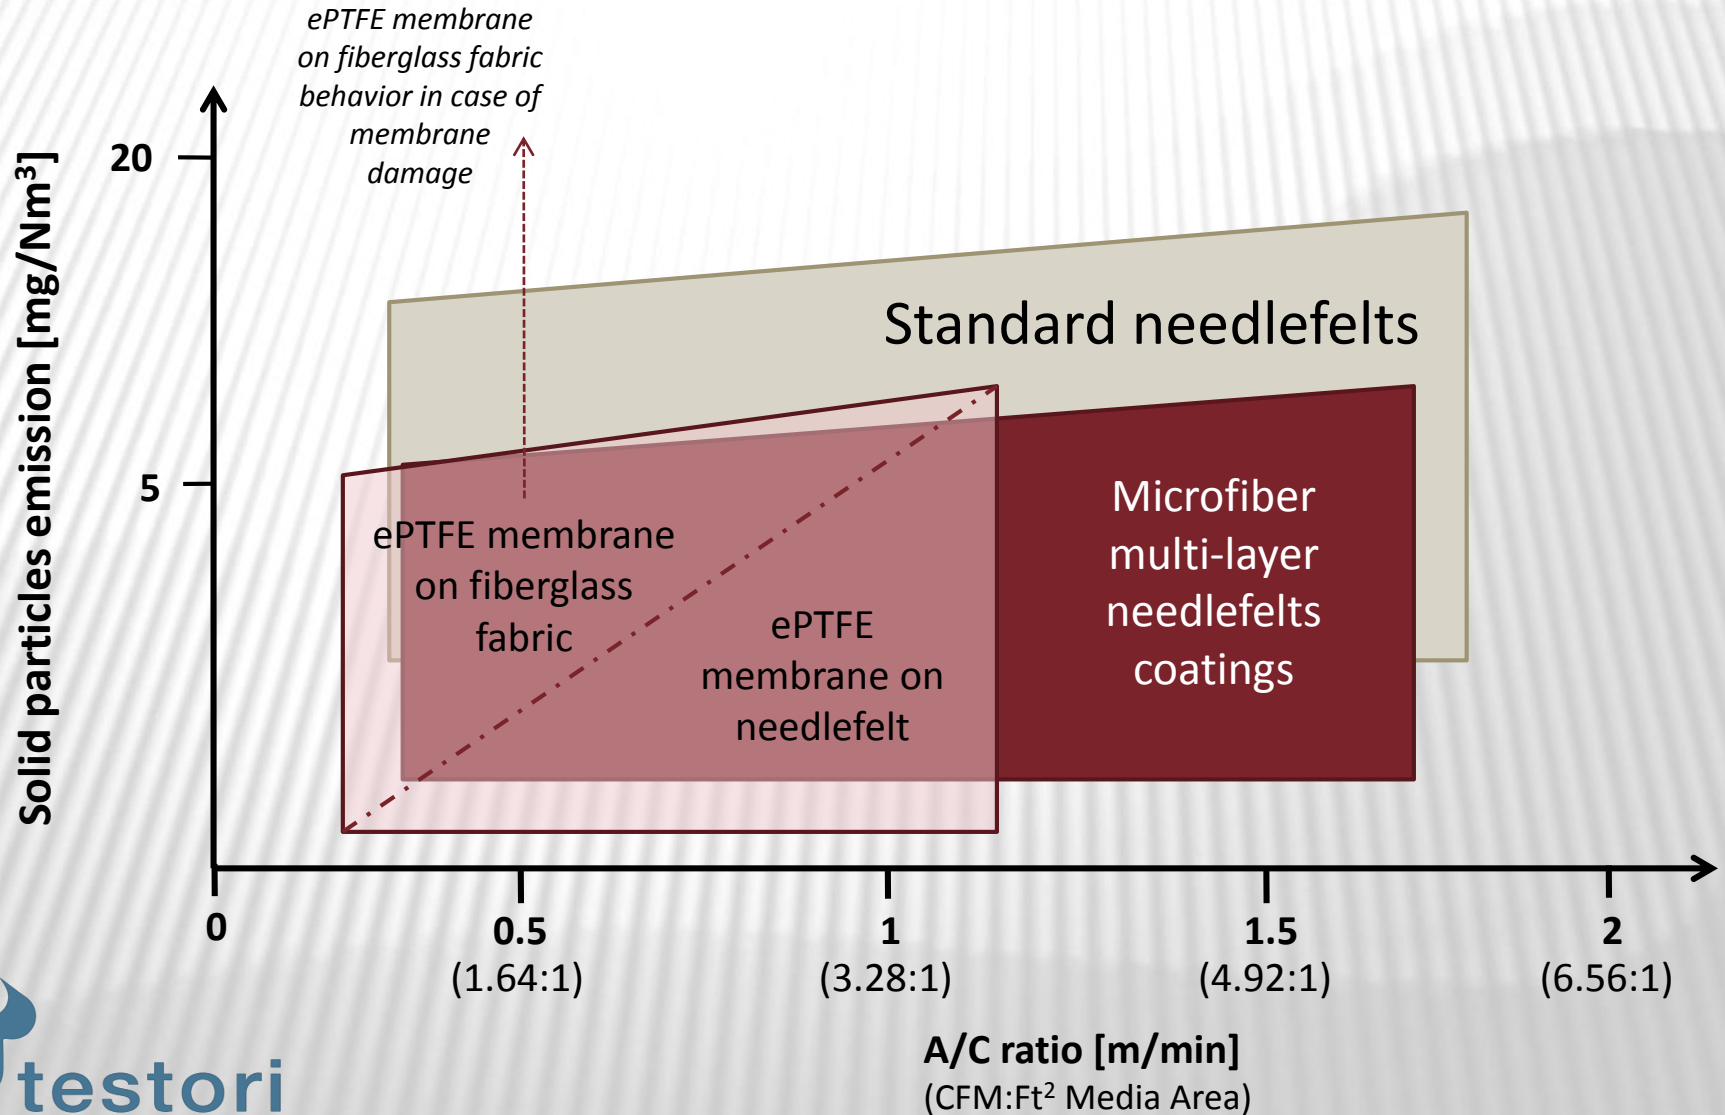 ePTFE membrane
on fiberglass fabric
behavior in case of
membrane
damage
Solid particles emission [mg/Nm³]
20
5
Standard needlefelts
ePTFE membrane
on fiberglass
fabric
ePTFE
membrane on
needlefelt
Microfiber
multi-layer
needlefelts
coatings
0
0.5
(1.64:1)
1
(3.28:1)
1.5
(4.92:1)
2
(6.56:1)
A/C ratio [m/min]
(CFM:Ft² Media Area)
testori